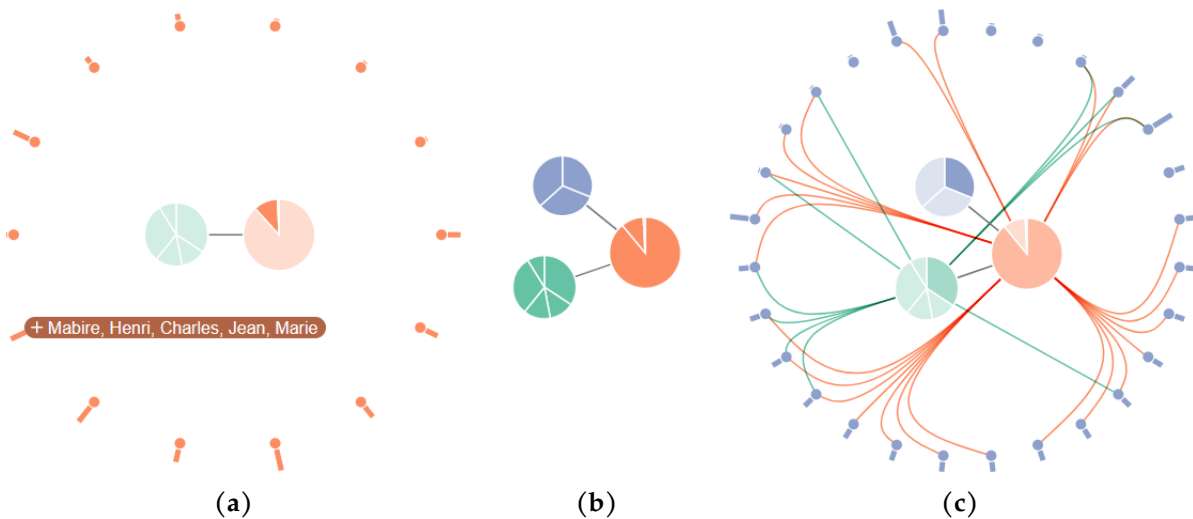 + Mabire, Henri, Charles, Jean, Marie
(a) (b) (c)